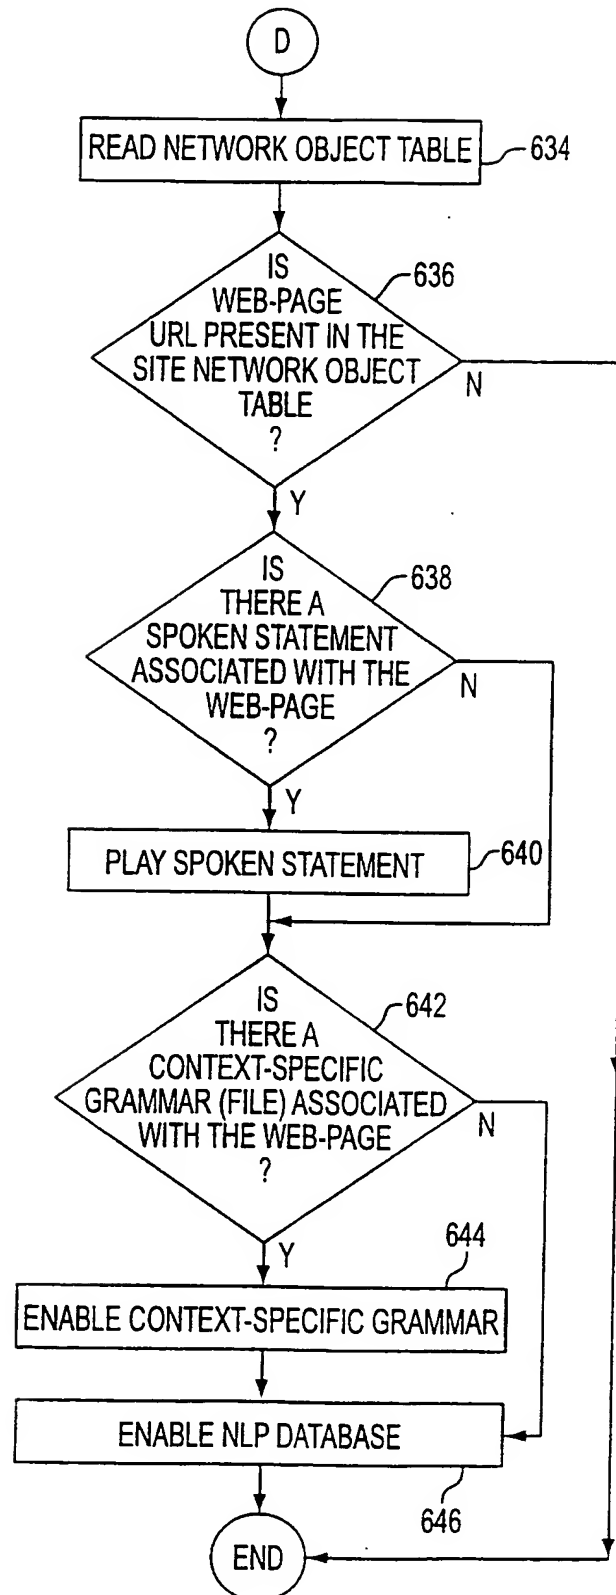 D
READ NETWORK OBJECT TABLE
634
IS
WEB-PAGE
URL PRESENT IN THE
SITE NETWORK OBJECT
TABLE
?
636
N
Y
IS
THERE A
SPOKEN STATEMENT
ASSOCIATED WITH THE
WEB-PAGE
?
638
N
Y
PLAY SPOKEN STATEMENT
640
IS
THERE A
CONTEXT-SPECIFIC
GRAMMAR (FILE) ASSOCIATED
WITH THE WEB-PAGE
?
642
N
Y
644
ENABLE CONTEXT-SPECIFIC GRAMMAR
ENABLE NLP DATABASE
646
END